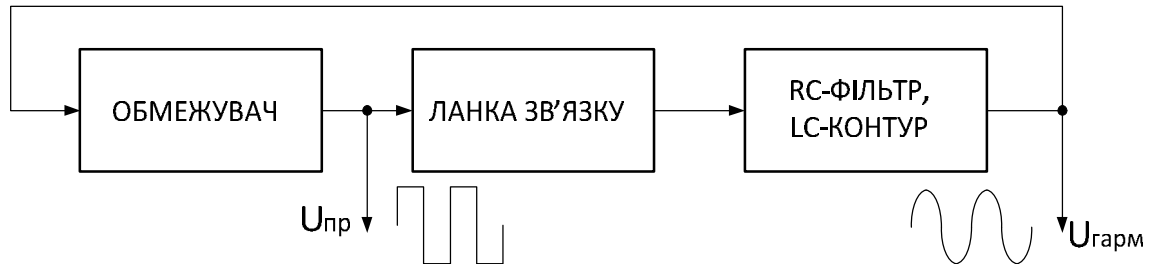 ОБМЕЖУВАЧ
ЛАНКА ЗВ'ЯЗКУ
RC-ФІЛЬТР,
LC-КОНТУР
Uпр
Uгарм